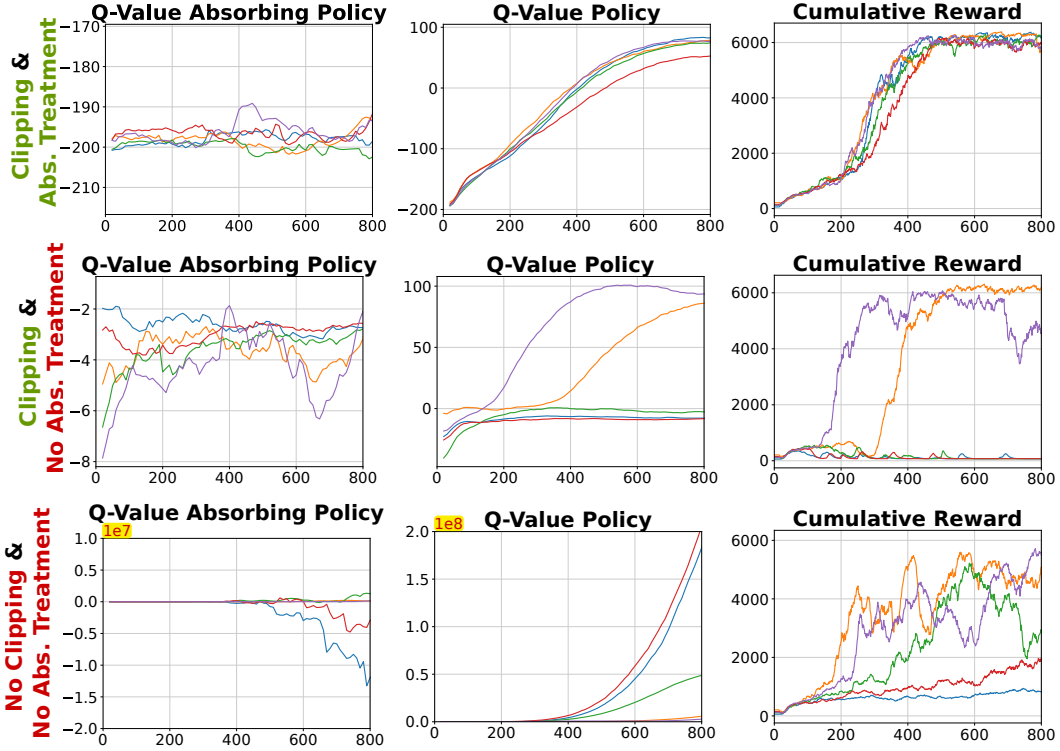 Clipping &
Abs. Treatment
Q-Value Absorbing Policy
−170
−180
−190
−200
−210
0 200 400 600 800
Q-Value Policy
100
0
−100
−200
0 200 400 600 800
Cumulative Reward
6000
4000
2000
0
0 200 400 600 800
Clipping &
No Abs. Treatment
Q-Value Absorbing Policy
−2
−4
−6
−8
0 200 400 600 800
Q-Value Policy
100
50
0
0 200 400 600 800
Cumulative Reward
6000
4000
2000
0
0 200 400 600 800
No Clipping &
No Abs. Treatment
Q-Value Absorbing Policy
1e7
1.0
0.5
0.0
−0.5
−1.0
−1.5
−2.0
0 200 400 600 800
Q-Value Policy
1e8
2.0
1.5
1.0
0.5
0.0
0 200 400 600 800
Cumulative Reward
6000
4000
2000
0
0 200 400 600 800